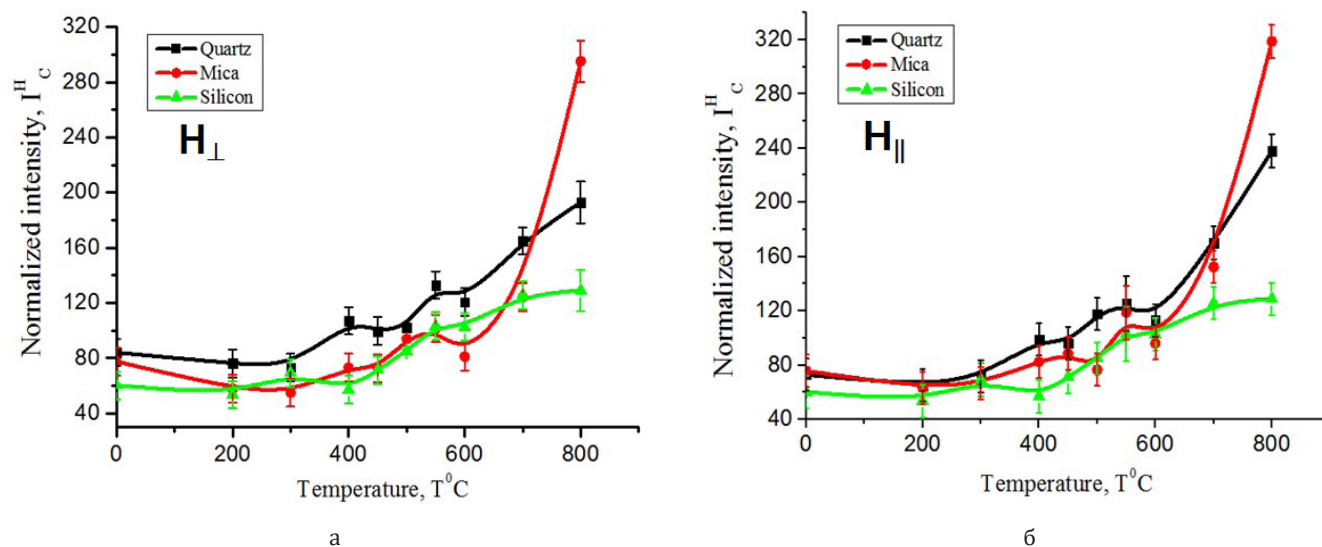 320
280
240
200
160
120
80
40
Normalized intensity, I^H_C
Quartz
Mica
Silicon
H⊥
0 200 400 600 800
Temperature, T⁰C
а
320
280
240
200
160
120
80
40
Normalized intensity, I^H_C
Quartz
Mica
Silicon
H∥
0 200 400 600 800
Temperature, T⁰C
б